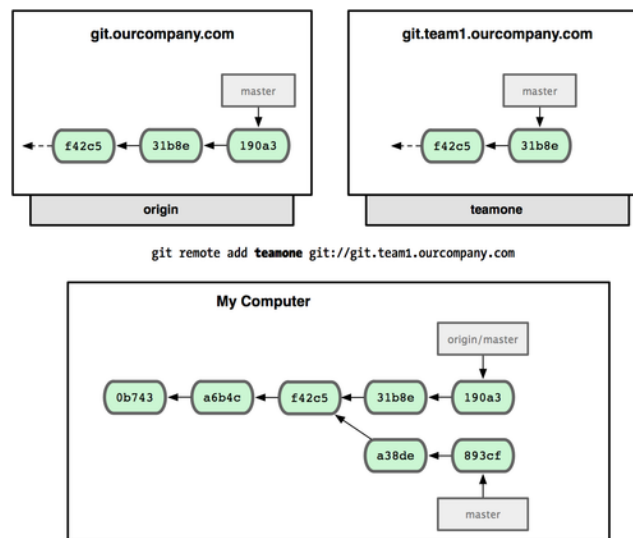 git.ourcompany.com
master
f42c5 31b8e 190a3
origin
git.team1.ourcompany.com
master
f42c5 31b8e
teamone
git remote add teamone git://git.team1.ourcompany.com
My Computer
origin/master
0b743 a6b4c f42c5 31b8e 190a3
a38de 893cf
master